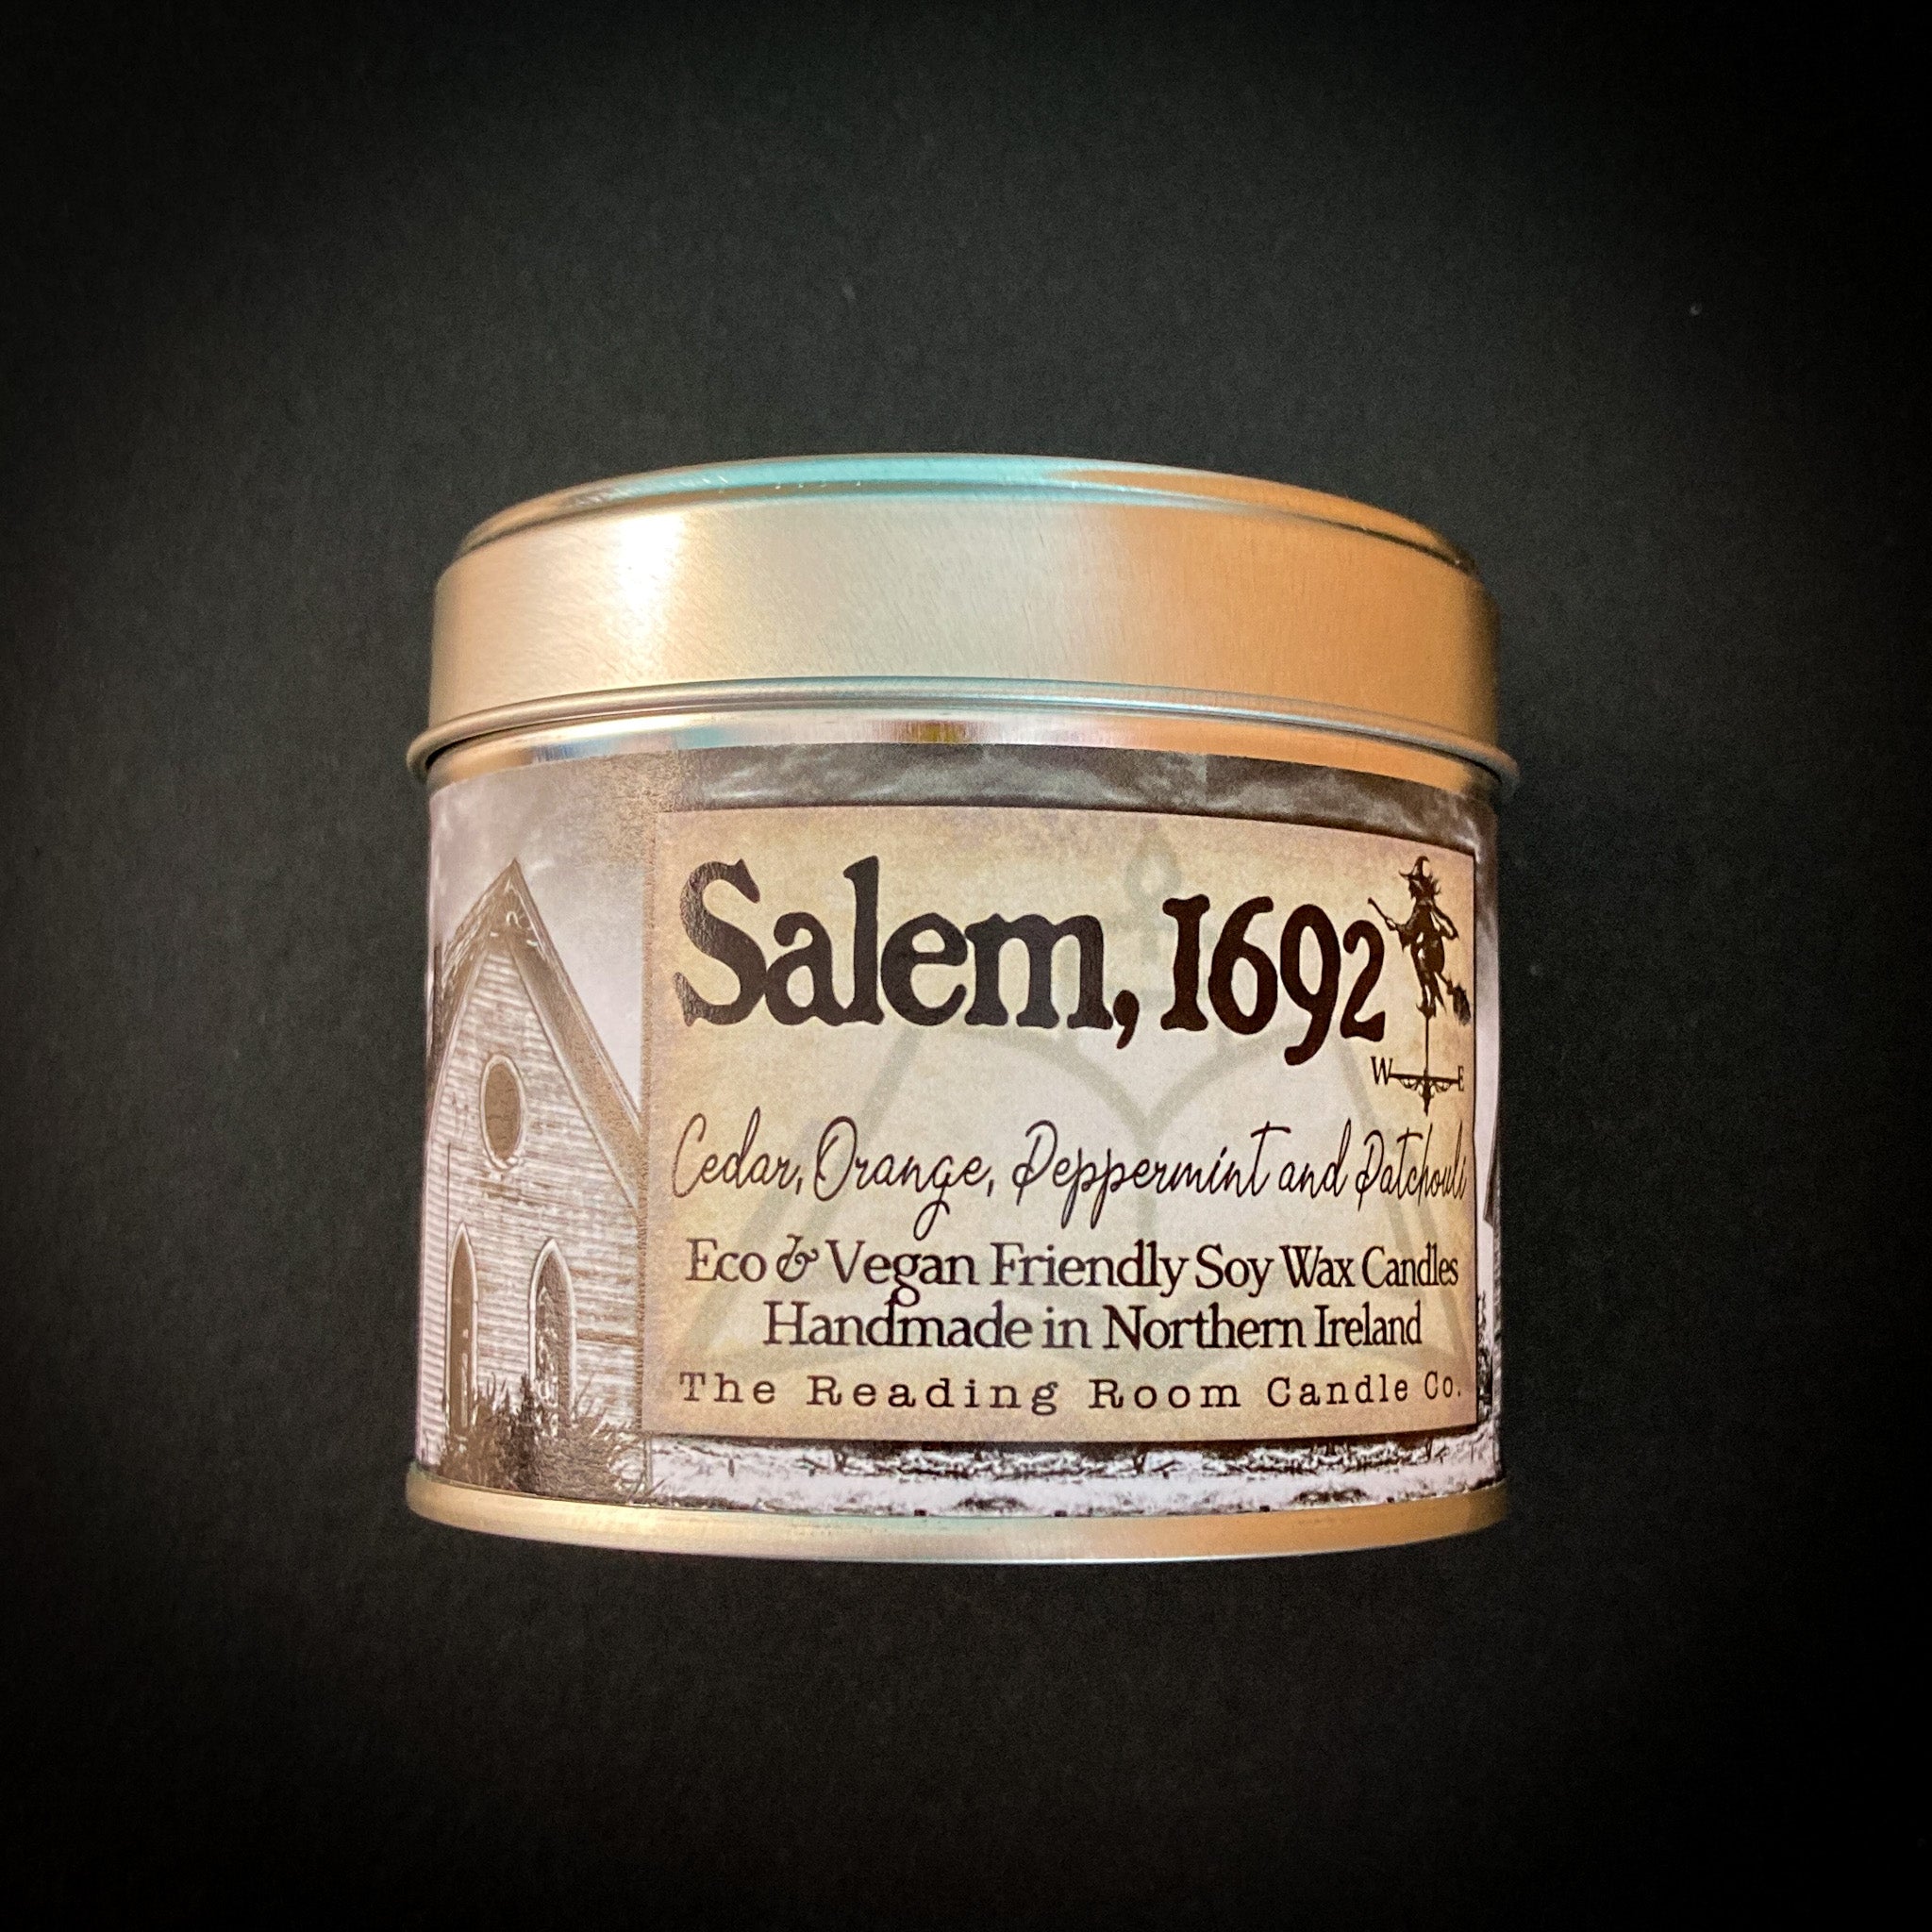 Salem, 1692
W E
Cedar, Orange, Peppermint and Patchouli
Eco & Vegan Friendly Soy Wax Candles
Handmade in Northern Ireland
The Reading Room Candle Co.